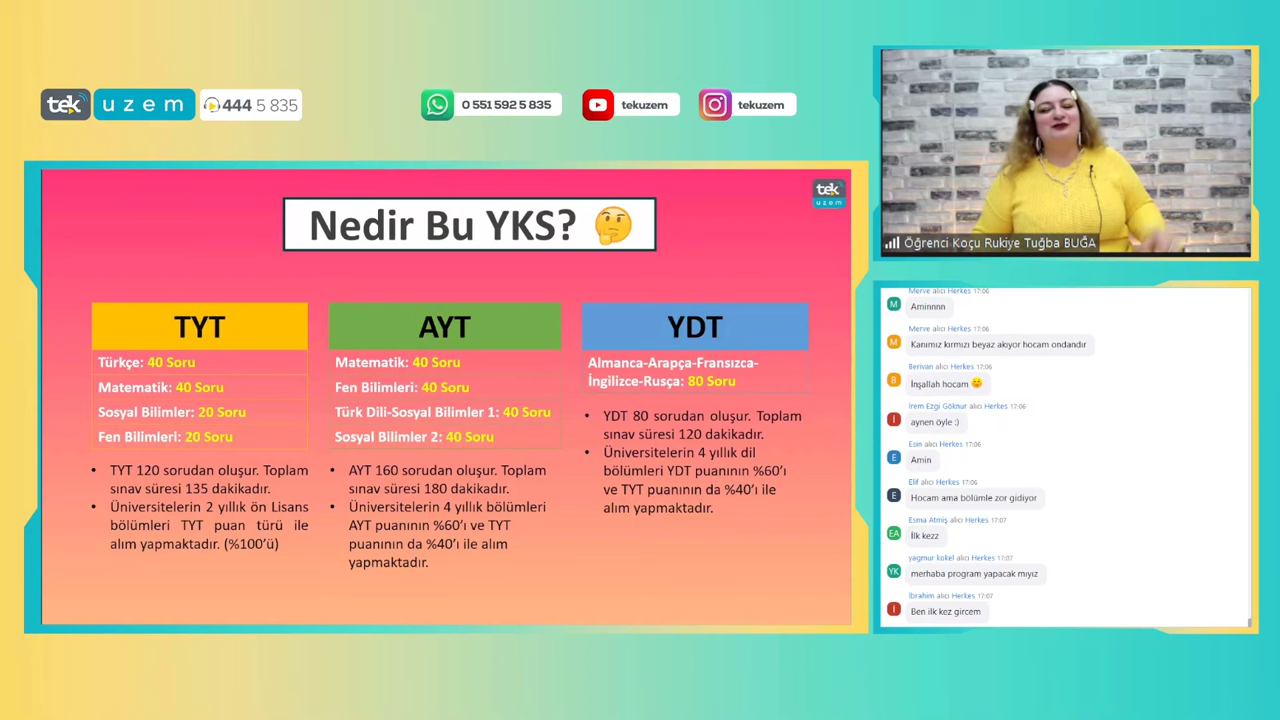 tek uzem 444 5 835
0 551 592 5 835
tekuzem
tekuzem
tek
uzem
Nedir Bu YKS?
TYT
Türkçe: 40 Soru
Matematik: 40 Soru
Sosyal Bilimler: 20 Soru
Fen Bilimleri: 20 Soru
• TYT 120 sorudan oluşur. Toplam
sınav süresi 135 dakikadır.
• Üniversitelerin 2 yıllık ön Lisans
bölümleri TYT puan türü ile
alım yapmaktadır. (%100'ü)
AYT
Matematik: 40 Soru
Fen Bilimleri: 40 Soru
Türk Dili-Sosyal Bilimler 1: 40 Soru
Sosyal Bilimler 2: 40 Soru
• AYT 160 sorudan oluşur. Toplam
sınav süresi 180 dakikadır.
• Üniversitelerin 4 yıllık bölümleri
AYT puanının %60'ı ve TYT
puanının da %40'ı ile alım
yapmaktadır.
YDT
Almanca-Arapça-Fransızca-
İngilizce-Rusça: 80 Soru
• YDT 80 sorudan oluşur. Toplam
sınav süresi 120 dakikadır.
• Üniversitelerin 4 yıllık dil
bölümleri YDT puanının %60'ı
ve TYT puanının da %40'ı ile
alım yapmaktadır.
Öğrenci Koçu Rukiye Tuğba BUĞA
Merve alıcı Herkes 17:06
M Aminnnn
Merve alıcı Herkes 17:06
M Kanımız kırmızı beyaz akıyor hocam ondandır
Berivan alıcı Herkes 17:06
B İnşallah hocam
İrem Ezgi Göknur alıcı Herkes 17:06
I aynen öyle :)
Esin alıcı Herkes 17:06
E Amin
Elif alıcı Herkes 17:06
E Hocam ama bölümle zor gidiyor
Esma Atmiş alıcı Herkes 17:07
EA İlk kezz
yagmur kokel alıcı Herkes 17:07
YK merhaba program yapacak mıyız
İbrahim alıcı Herkes 17:07
I Ben ilk kez gircem